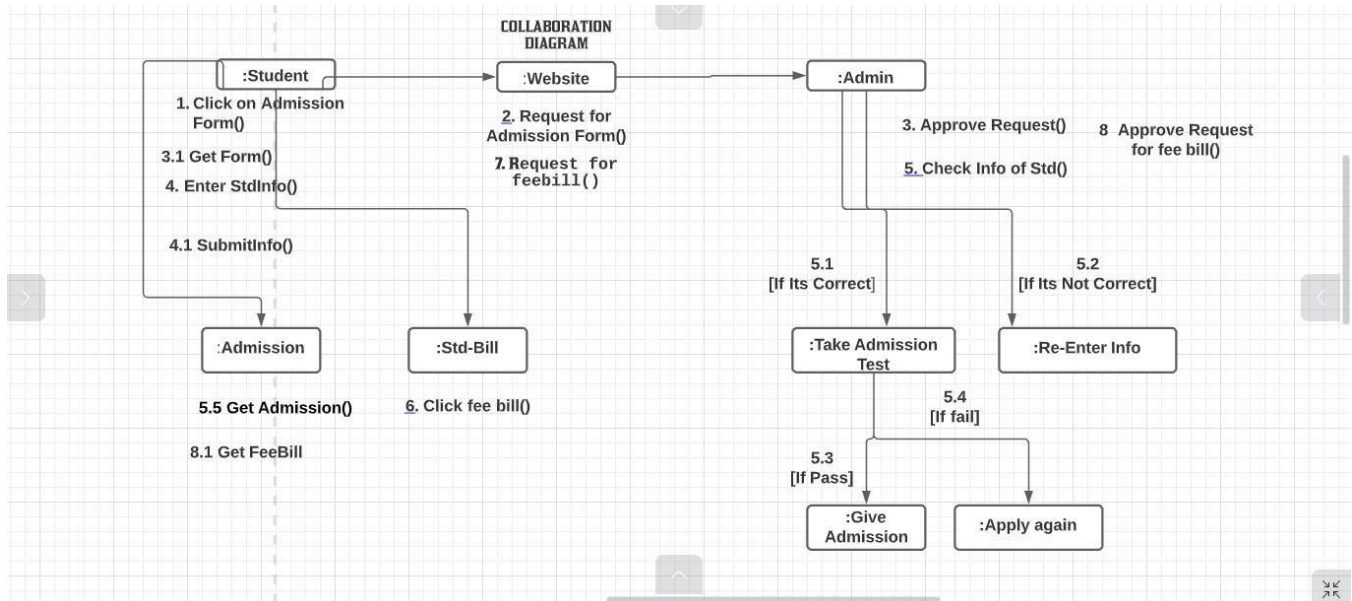 COLLABORATION
DIAGRAM
:Student
:Website
:Admin
1. Click on Admission
Form()
2. Request for
Admission Form()
3. Approve Request()
8 Approve Request
for fee bill()
3.1 Get Form()
7. Request for
feebill()
5. Check Info of Std()
4. Enter StdInfo()
4.1 SubmitInfo()
5.1
[If Its Correct]
5.2
[If Its Not Correct]
:Admission
:Std-Bill
:Take Admission
Test
:Re-Enter Info
5.5 Get Admission()
6. Click fee bill()
5.4
[If fail]
8.1 Get FeeBill
5.3
[If Pass]
:Give
Admission
:Apply again